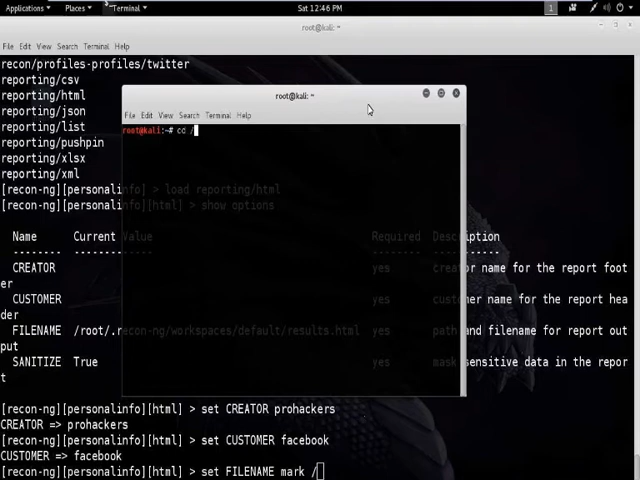 Applications Places Terminal Sat 12:46 PM 1
root@kali: ~
File Edit View Search Terminal Help
recon/profiles-profiles/twitter
reporting/csv
reporting/html
reporting/json
reporting/list
reporting/pushpin
reporting/xlsx
reporting/xml
[recon-ng][personalinfo] > load reporting/html
[recon-ng][personalinfo][html] > show options
Name Current Value Required Description
-------- ------------- -------- -----------
CREATOR yes creator name for the report foot
er
CUSTOMER yes customer name for the report hea
der
FILENAME /root/.recon-ng/workspaces/default/results.html yes path and filename for report out
put
SANITIZE True yes mask sensitive data in the repor
t
[recon-ng][personalinfo][html] > set CREATOR prohackers
CREATOR => prohackers
[recon-ng][personalinfo][html] > set CUSTOMER facebook
CUSTOMER => facebook
[recon-ng][personalinfo][html] > set FILENAME mark /
root@kali: ~
File Edit View Search Terminal Help
root@kali:~# cd /